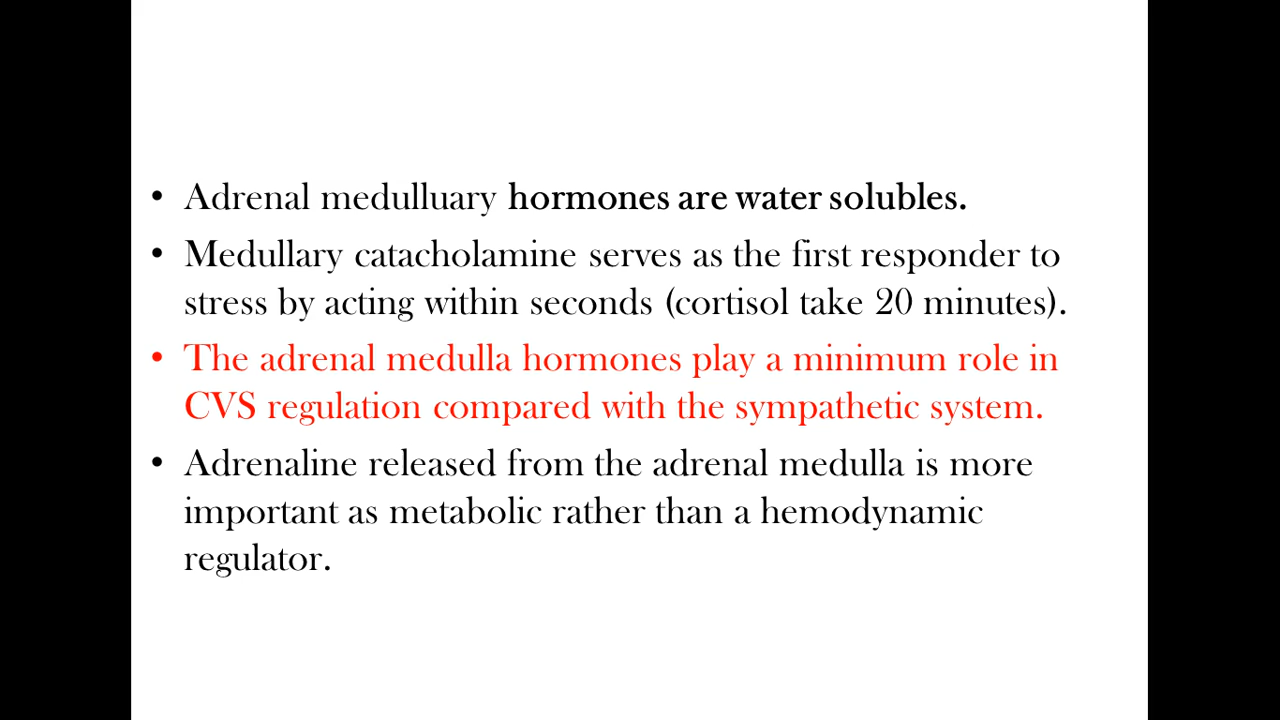 • Adrenal medulluary hormones are water solubles.
• Medullary catacholamine serves as the first responder to
stress by acting within seconds (cortisol take 20 minutes).
• The adrenal medulla hormones play a minimum role in
CVS regulation compared with the sympathetic system.
• Adrenaline released from the adrenal medulla is more
important as metabolic rather than a hemodynamic
regulator.